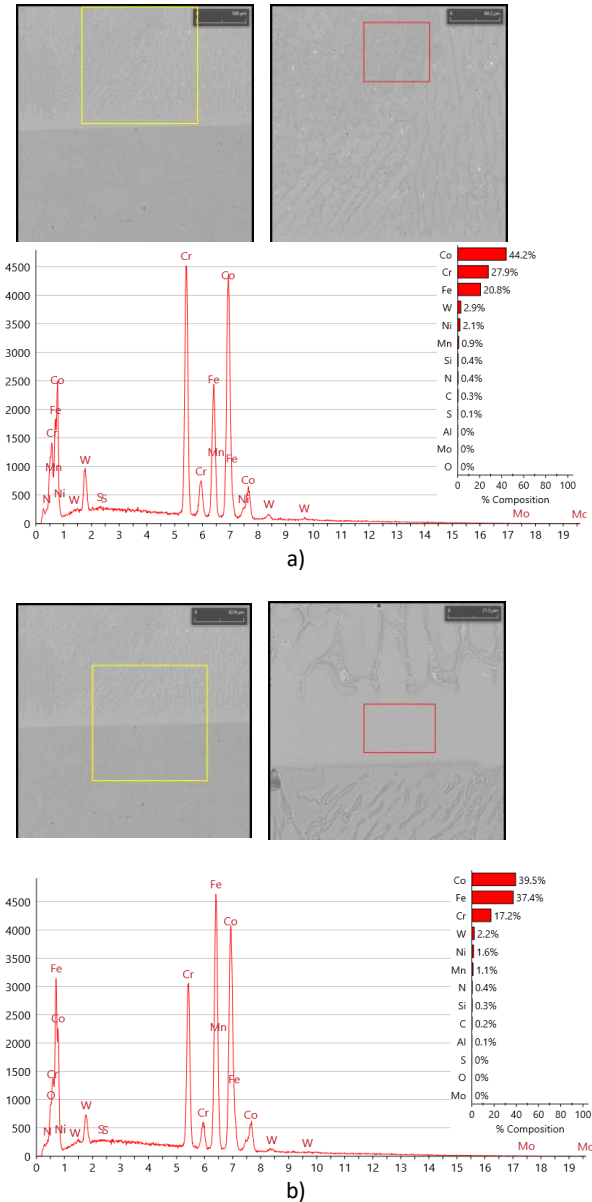 Cr
Co
Fe
Co
Fe
Cr
W
Mn
Mn
Cr
Fe
Co
Ni
N
Ni
W
S S
W
W
Mo
Mo
4500
4000
3500
3000
2500
2000
1500
1000
500
0
0 1 2 3 4 5 6 7 8 9 10 11 12 13 14 15 16 17 18 19
Co 44.2%
Cr 27.9%
Fe 20.8%
W 2.9%
Ni 2.1%
Mn 0.9%
Si 0.4%
N 0.4%
C 0.3%
S 0.1%
Al 0%
Mo 0%
O 0%
0 20 40 60 80 100
% Composition
a)
Fe
Co
Cr
Fe
Co
Mn
Cr
O
Fe
W
Cr
Co
N
Ni
W
S S
W
W
Mo
Mo
4500
4000
3500
3000
2500
2000
1500
1000
500
0
0 1 2 3 4 5 6 7 8 9 10 11 12 13 14 15 16 17 18 19
Co 39.5%
Fe 37.4%
Cr 17.2%
W 2.2%
Ni 1.6%
Mn 1.1%
N 0.4%
Si 0.3%
C 0.2%
Al 0.1%
S 0%
O 0%
Mo 0%
0 20 40 60 80 100
% Composition
b)